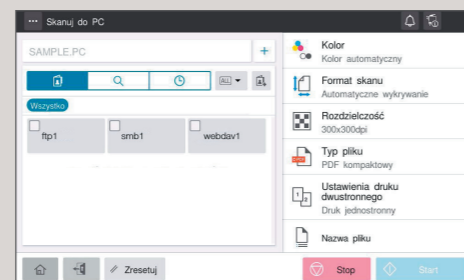 Skanuj do PC
SAMPLE.PC
+
ALL
Wszystko
ftp1
smb1
webdav1
Zresetuj
Kolor
Kolor automatyczny
Format skanu
Automatyczne wykrywanie
Rozdzielczość
300x300dpi
Typ pliku
PDF kompaktowy
Ustawienia druku
dwustronnego
Druk jednostronny
Nazwa pliku
Stop
Start